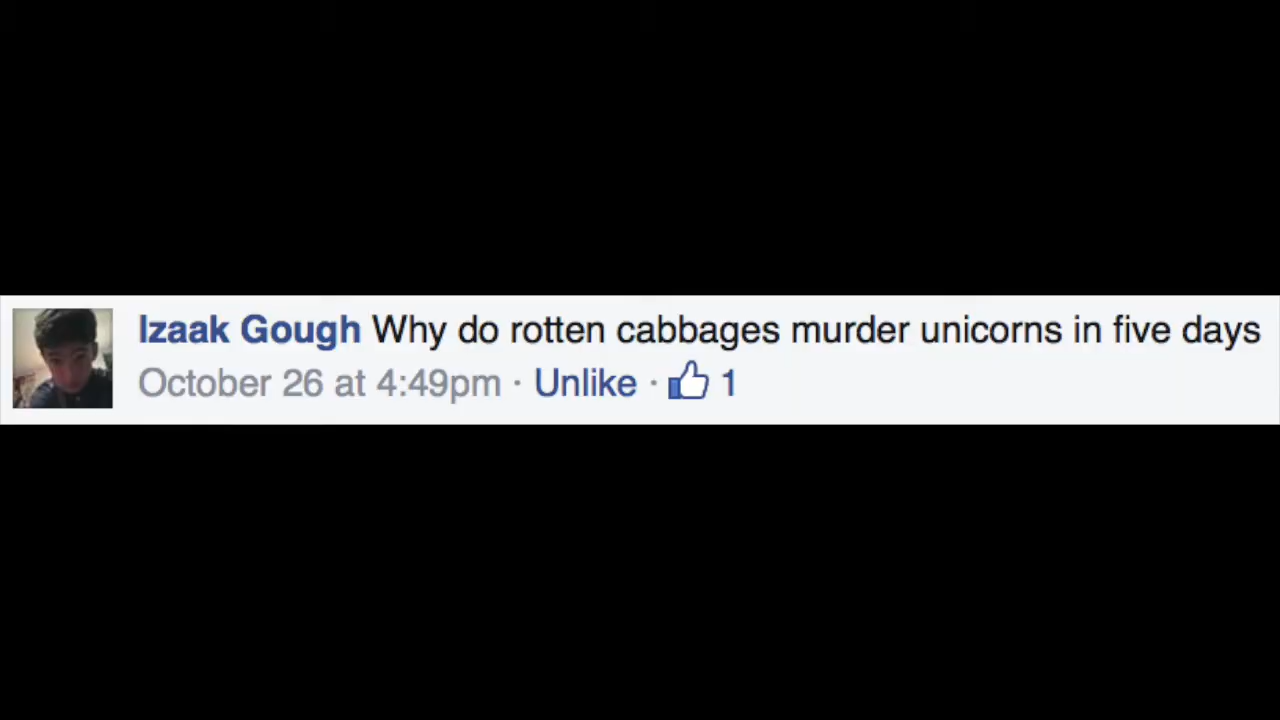 Izaak Gough Why do rotten cabbages murder unicorns in five days
October 26 at 4:49pm · Unlike · 1